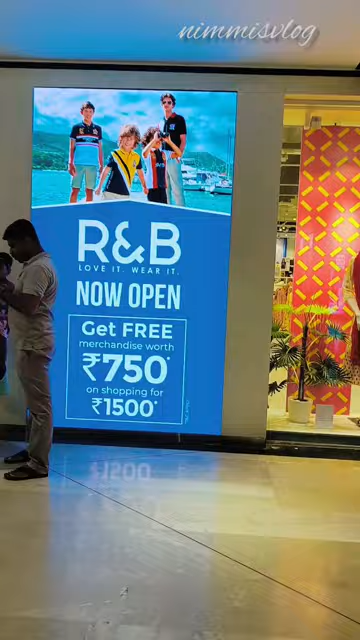 nimmisvlog
R&B
LOVE IT. WEAR IT.
NOW OPEN
Get FREE
merchandise worth
₹750*
on shopping for
₹1500*